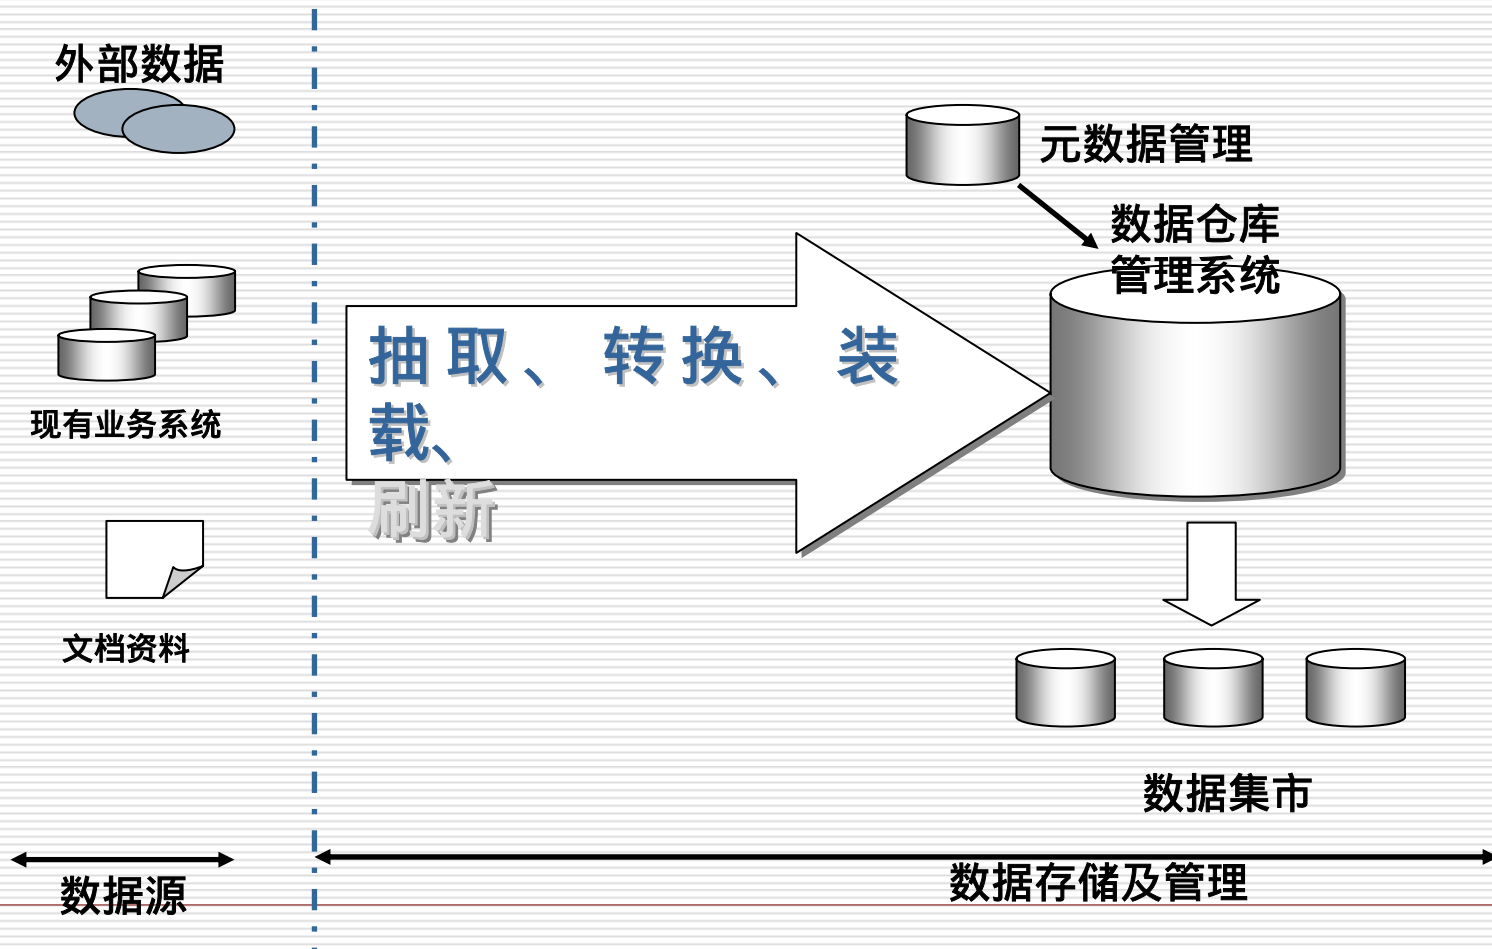 外部数据
元数据管理
数据仓库
管理系统
抽取、转换、装
载、
刷新
现有业务系统
文档资料
数据集市
数据源
数据存储及管理